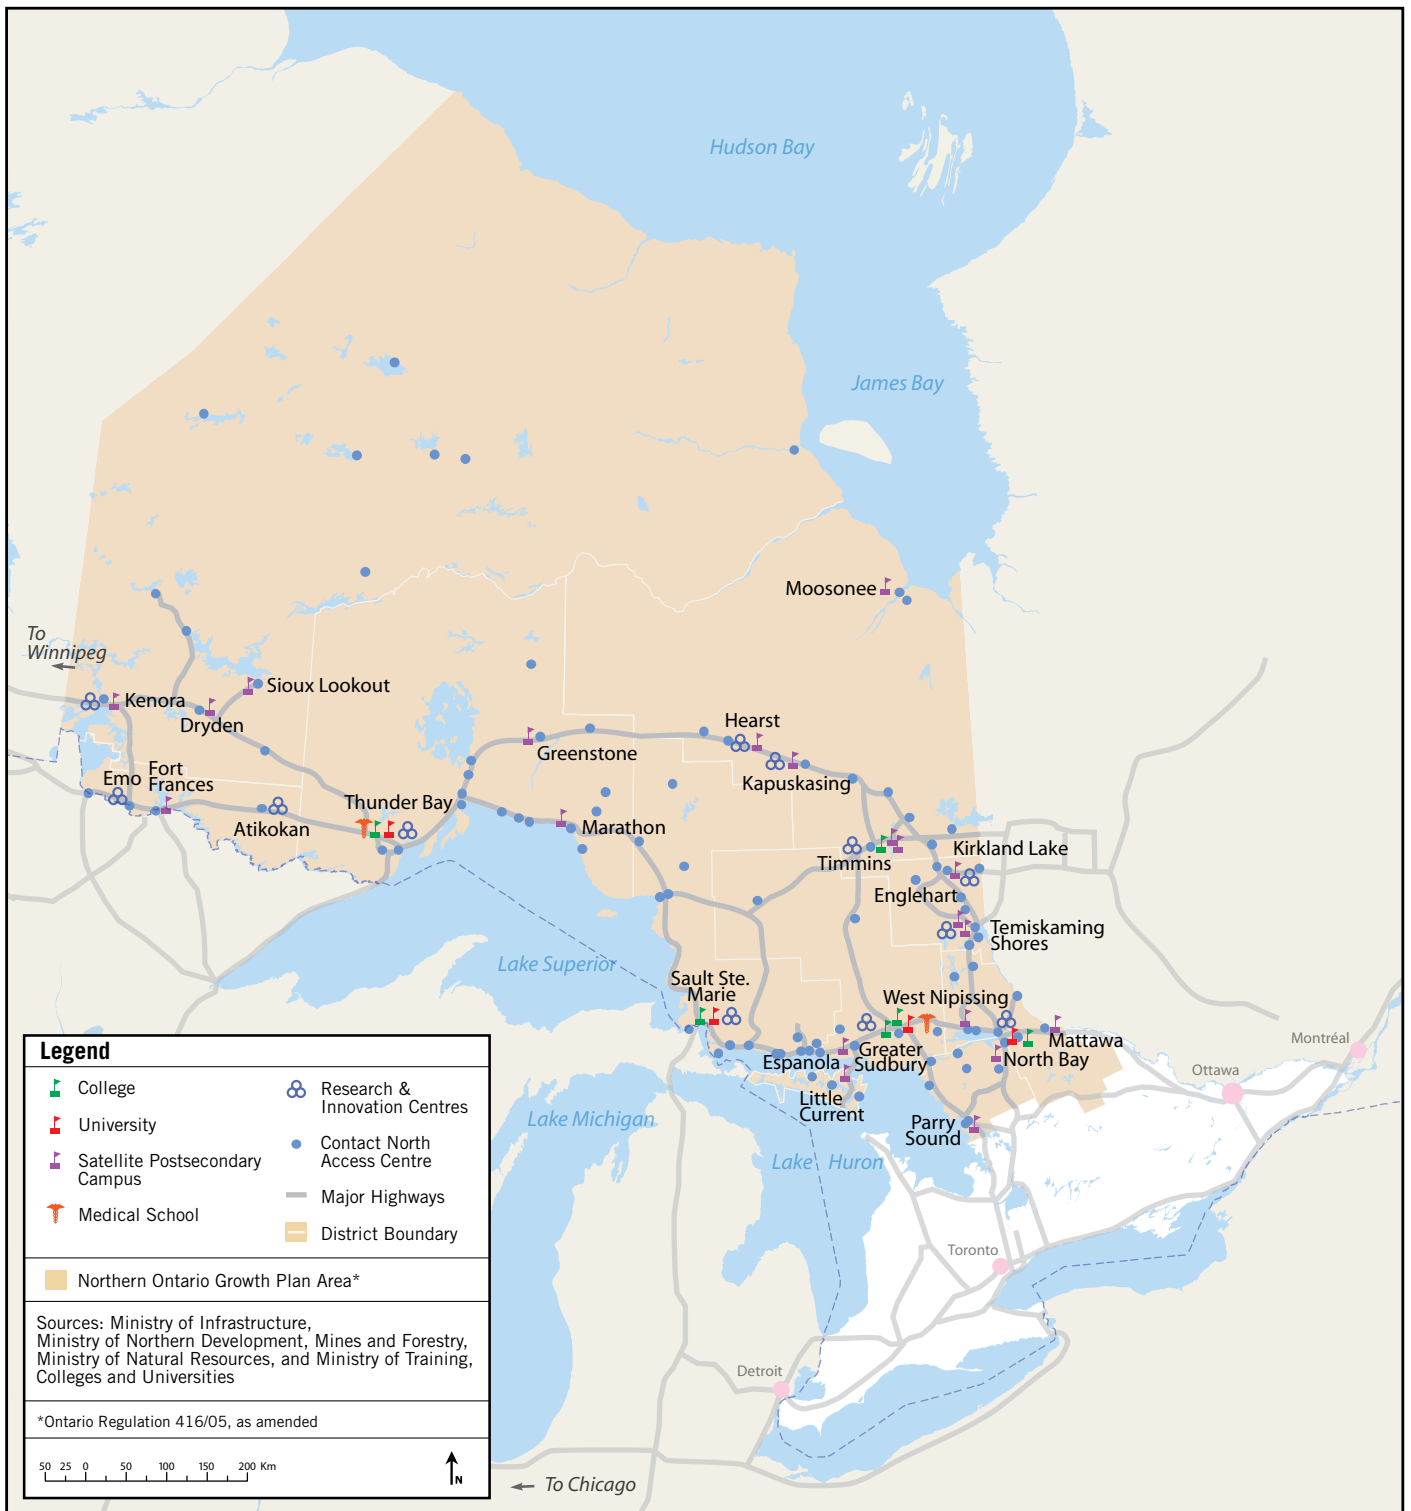 Hudson Bay
James Bay
Moosonee
To
Winnipeg
Sioux Lookout
Kenora
Dryden
Hearst
Greenstone
Kapuskasing
Emo
Fort
Frances
Thunder Bay
Atikokan
Marathon
Timmins
Kirkland Lake
Englehart
Temiskaming
Shores
Lake Superior
Sault Ste.
Marie
West Nipissing
Mattawa
North Bay
Espanola
Greater
Sudbury
Little
Current
Parry
Sound
Lake Michigan
Lake Huron
Montréal
Ottawa
Toronto
Detroit
To Chicago
Legend
College
University
Satellite Postsecondary
Campus
Medical School
Research &
Innovation Centres
Contact North
Access Centre
Major Highways
District Boundary
Northern Ontario Growth Plan Area*
Sources: Ministry of Infrastructure,
Ministry of Northern Development, Mines and Forestry,
Ministry of Natural Resources, and Ministry of Training,
Colleges and Universities
*Ontario Regulation 416/05, as amended
50 25 0 50 100 150 200 Km
N